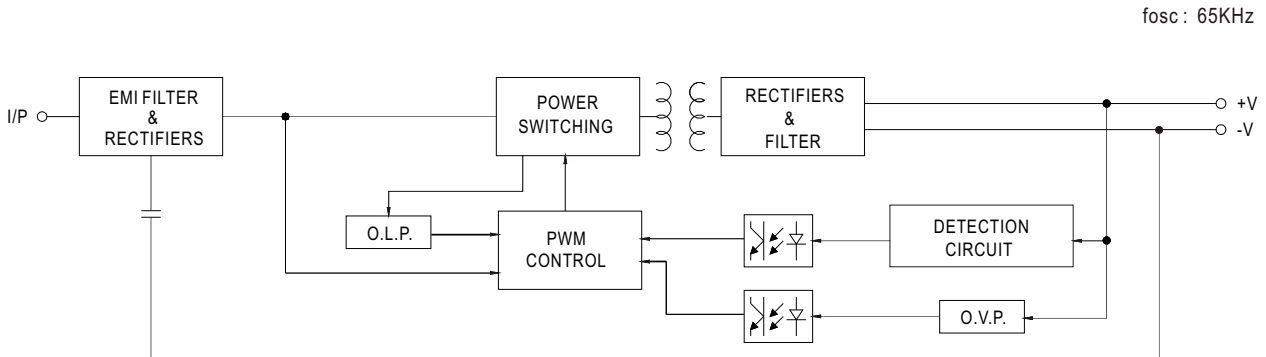 fosc : 65KHz
I/P
EMI FILTER
&
RECTIFIERS
POWER
SWITCHING
RECTIFIERS
&
FILTER
+V
-V
O.L.P.
PWM
CONTROL
DETECTION
CIRCUIT
O.V.P.